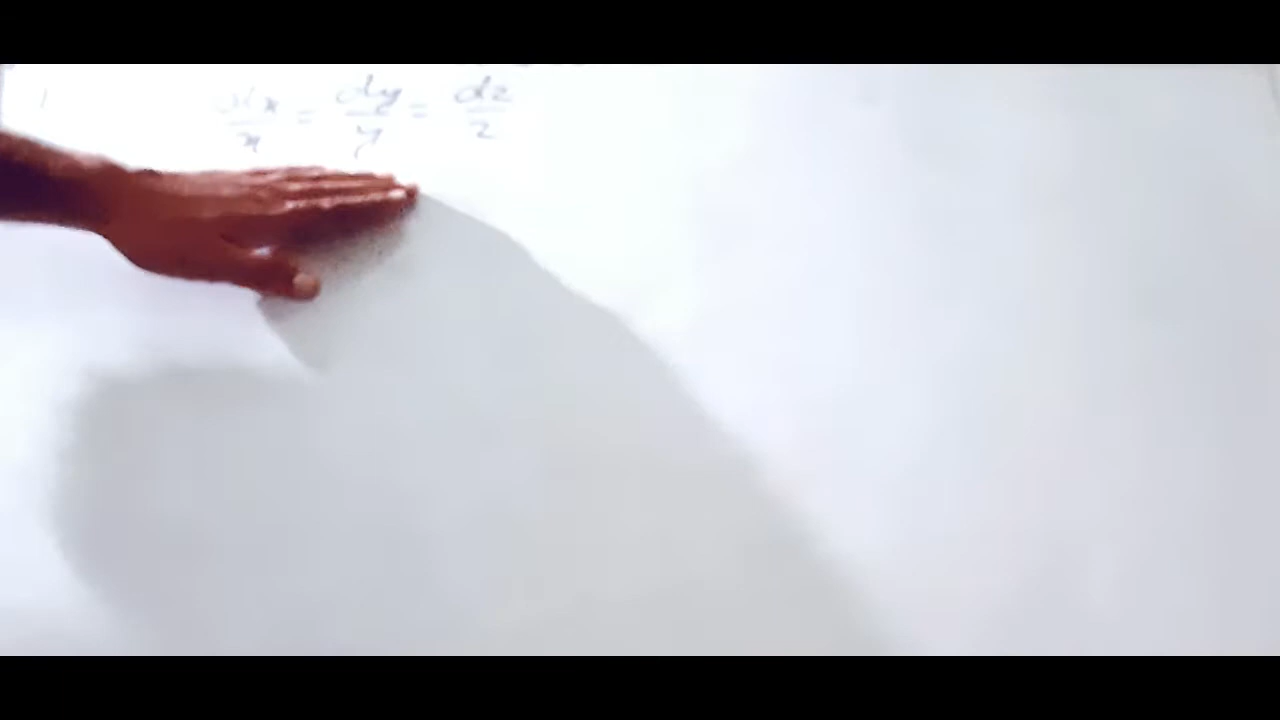 dx/x = dy/y = dz/z